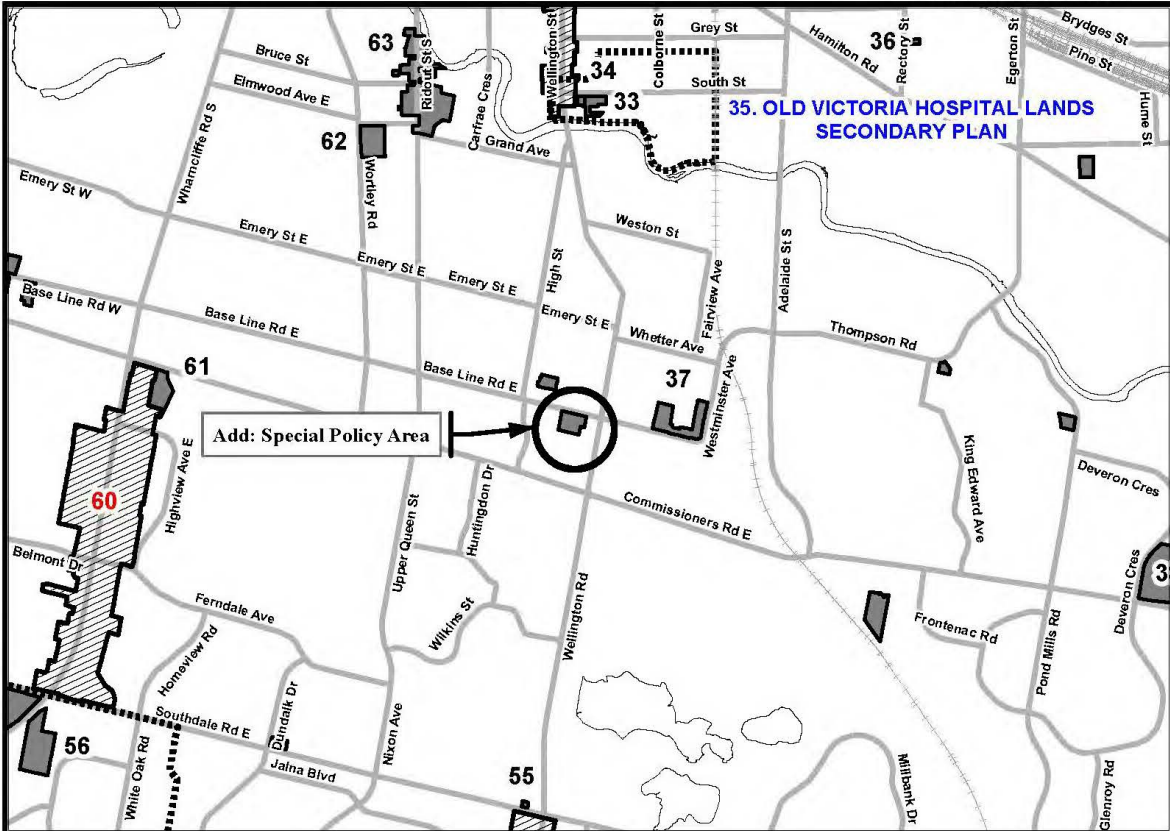 63
Bruce St
Elmwood Ave E
Ridout St S
Carfrae Cres
Wellington St
34
33
Colborne St
Grey St
South St
Hamilton Rd
36
Rectory St
Egerton St
Brydges St
Pine St
Hume St
35. OLD VICTORIA HOSPITAL LANDS
SECONDARY PLAN
Wharncliffe Rd S
62
Wortley Rd
Grand Ave
Emery St W
Emery St E
Emery St E
Emery St E
Emery St E
High St
Weston St
Fairview Ave
Adelaide St S
Base Line Rd W
Base Line Rd E
Base Line Rd E
Whetter Ave
Thompson Rd
61
37
Westminster Ave
Add: Special Policy Area
60
Highview Ave E
Upper Queen St
Huntingdon Dr
Commissioners Rd E
King Edward Ave
Deveron Cres
Deveron Cres
3
Belmont Dr
Ferndale Ave
Wilkins St
Wellington Rd
Frontenac Rd
Pond Mills Rd
Homeview Rd
Southdale Rd E
Dundalk Dr
Nixon Ave
56
White Oak Rd
Jalna Blvd
55
Millbank Dr
Glenroy Rd